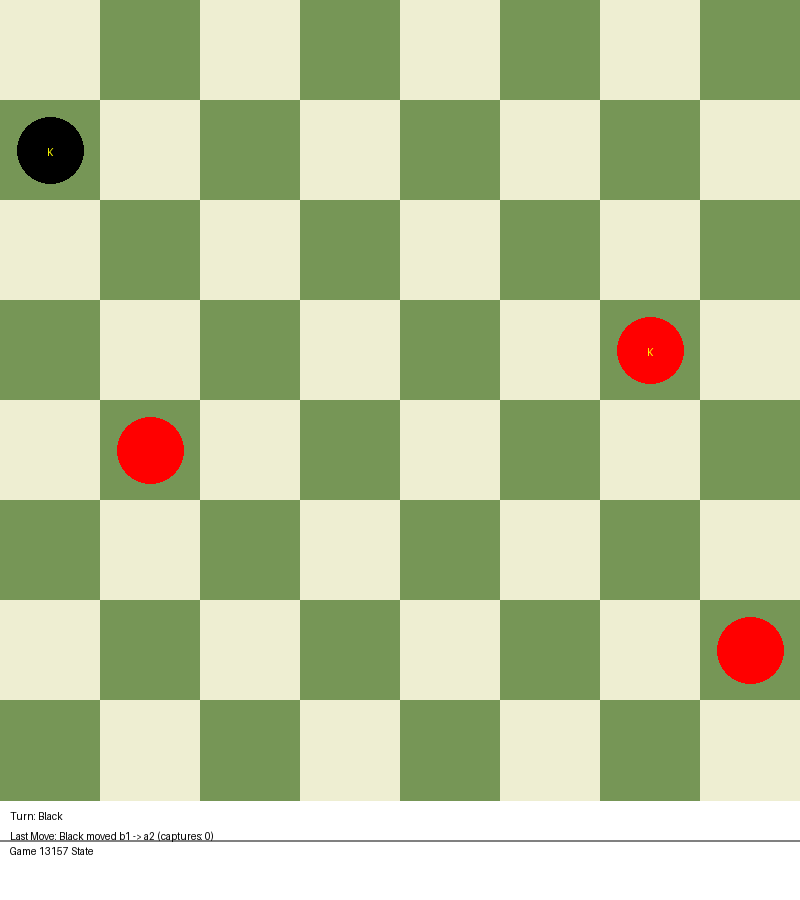 K
K
Turn: Black
Last Move: Black moved b1 -> a2 (captures: 0)
Game 13157 State